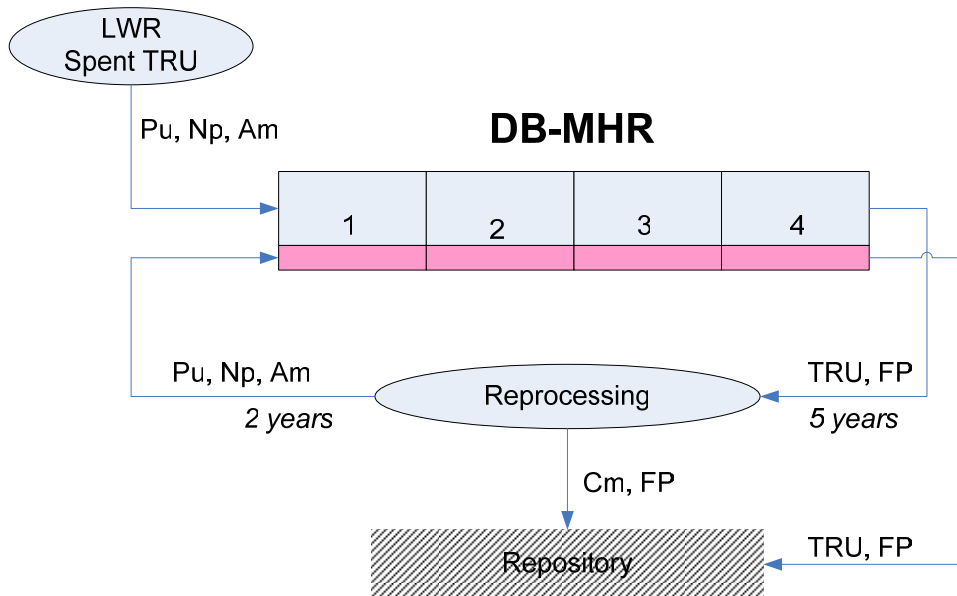 LWR
Spent TRU
Pu, Np, Am
DB-MHR
1
2
3
4
Pu, Np, Am
2 years
Reprocessing
TRU, FP
5 years
Cm, FP
Repository
TRU, FP